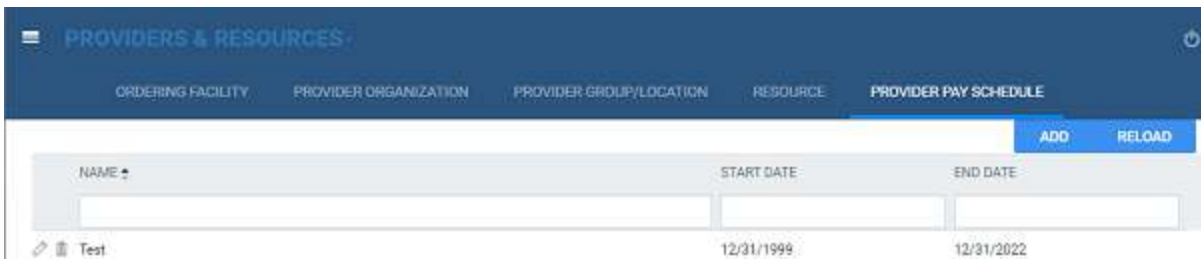 PROVIDERS & RESOURCES
ORDERING FACILITY PROVIDER ORGANIZATION PROVIDER GROUP/LOCATION RESOURCE PROVIDER PAY SCHEDULE
ADD RELOAD
NAME START DATE END DATE
Test 12/31/1999 12/31/2022